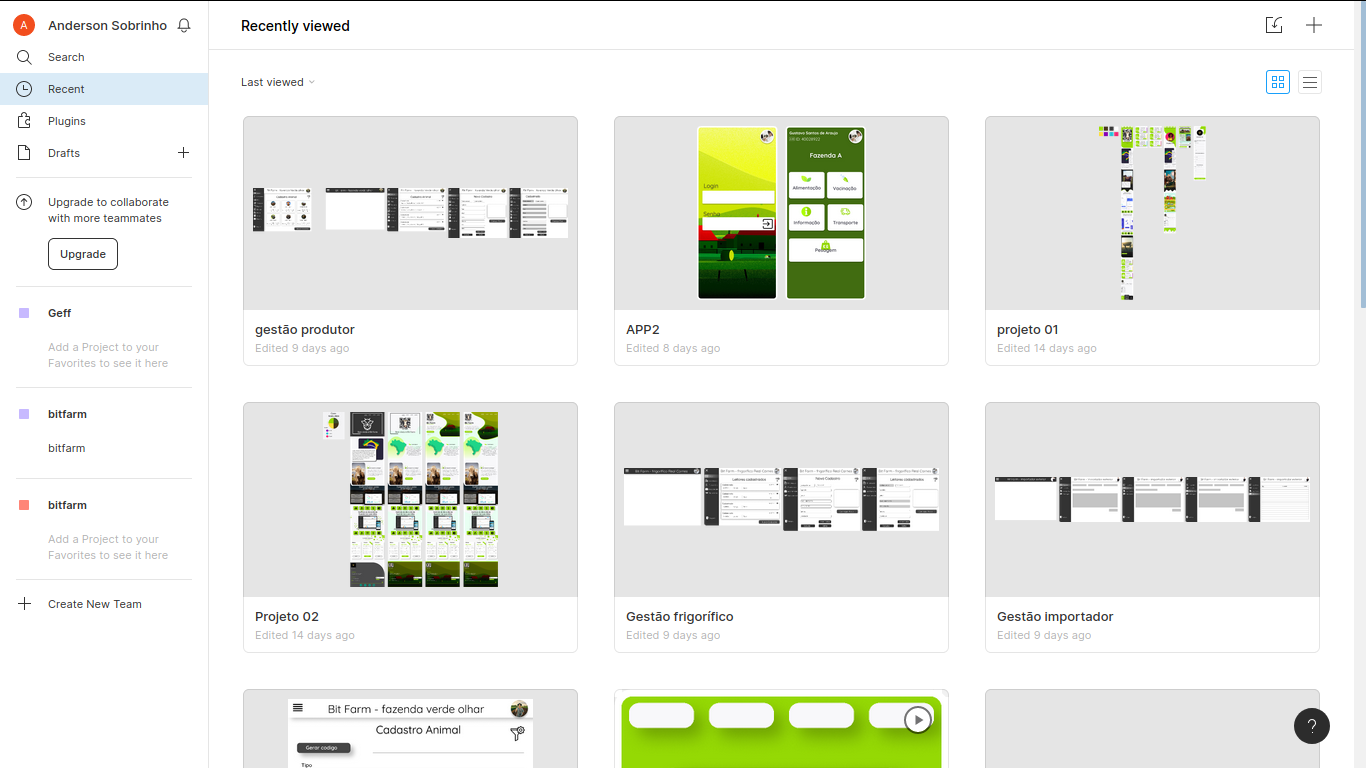 A
Anderson Sobrinho
Search
Recent
Plugins
Drafts
Upgrade to collaborate
with more teammates
Upgrade
Geff
Add a Project to your
Favorites to see it here
bitfarm
bitfarm
bitfarm
Add a Project to your
Favorites to see it here
Create New Team
Recently viewed
Last viewed
gestão produtor
Edited 9 days ago
Login
Senha
Gustavo Santos de Araujo
Fazenda A
Alimentação
Vacinação
Informação
Transporte
Pesagem
APP2
Edited 8 days ago
projeto 01
Edited 14 days ago
Projeto 02
Edited 14 days ago
Gestão frigorífico
Edited 9 days ago
Gestão importador
Edited 9 days ago
Bit Farm - fazenda verde olhar
Cadastro Animal
Gerar codigo
Tipo
?